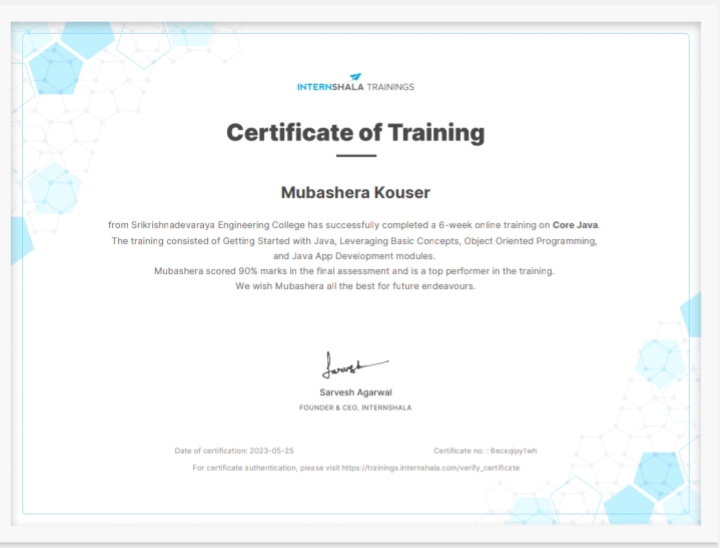 INTERNSHALA TRAININGS
Certificate of Training
Mubashera Kouser
from Srikrishnadevaraya Engineering College has successfully completed a 6-week online training on Core Java.
The training consisted of Getting Started with Java, Leveraging Basic Concepts, Object Oriented Programming,
and Java App Development modules.
Mubashera scored 90% marks in the final assessment and is a top performer in the training.
We wish Mubashera all the best for future endeavours.
Sarvesh
Sarvesh Agarwal
FOUNDER & CEO, INTERNSHALA
Date of certification: 2023-05-25
Certificate no. : 6ecxqjpy1wh
For certificate authentication, please visit https://trainings.internshala.com/verify_certificate